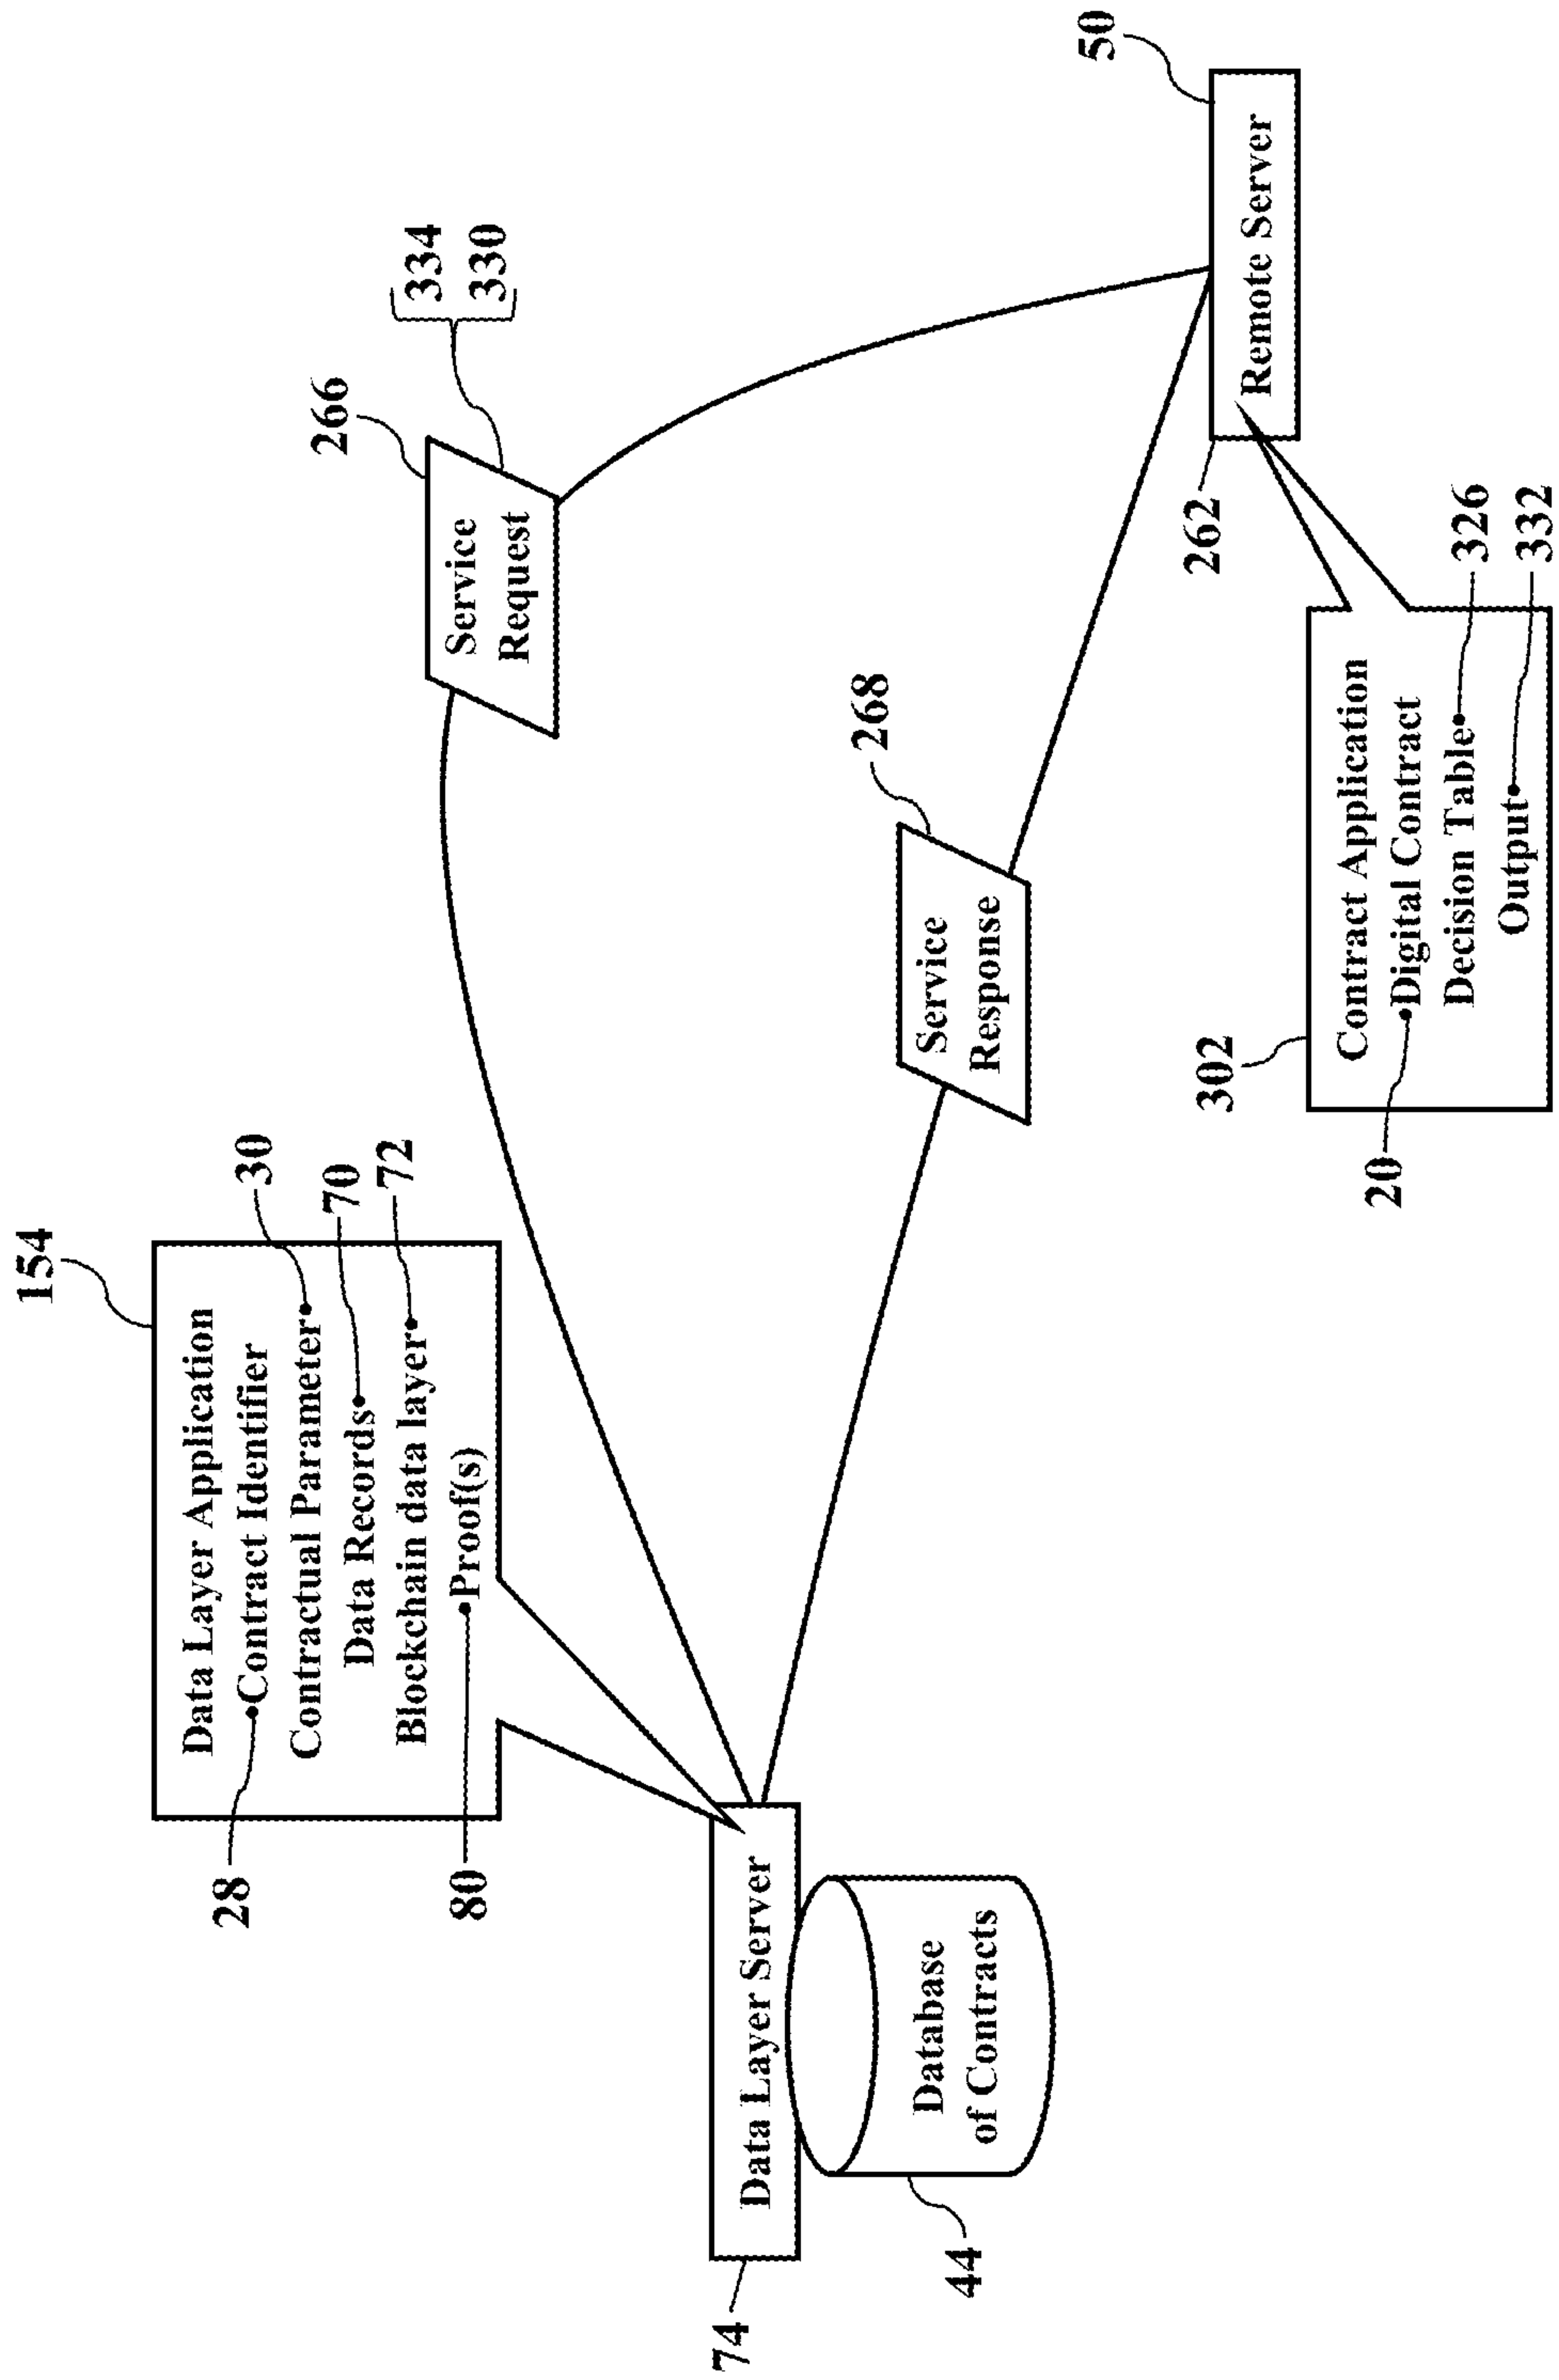 154
Data Layer Application
28
Contract Identifier
Contractual Parameter
30
Data Records
70
Blockchain data layer
72
80
Proof(s)
74
Data Layer Server
Database
of Contracts
44
266
Service
Request
334
330
268
Service
Response
50
Remote Server
262
302
Contract Application
20
Digital Contract
Decision Table
326
Output
332